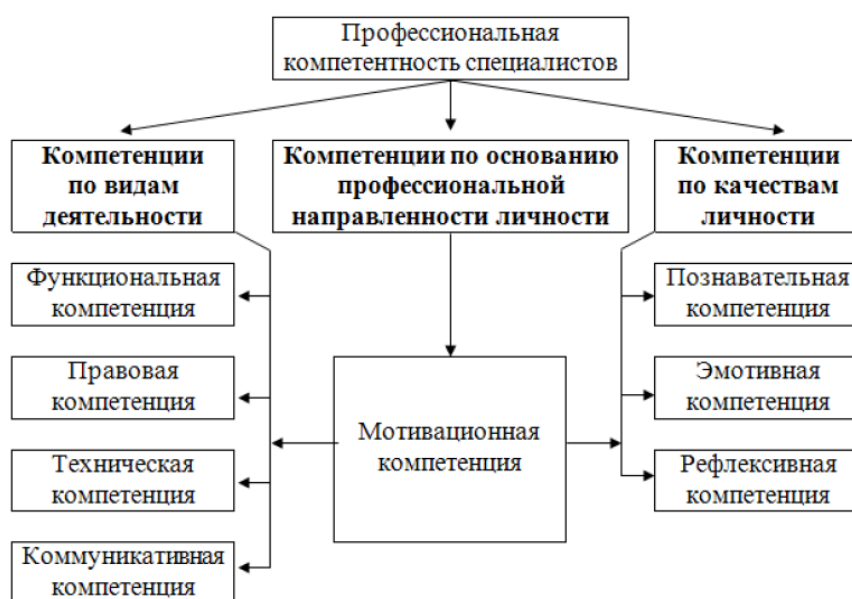 Профессиональная
компетентность специалистов
Компетенции
по видам
деятельности
Компетенции по основанию
профессиональной
направленности личности
Компетенции
по качествам
личности
Функциональная
компетенция
Правовая
компетенция
Техническая
компетенция
Коммуникативная
компетенция
Мотивационная
компетенция
Познавательная
компетенция
Эмотивная
компетенция
Рефлексивная
компетенция